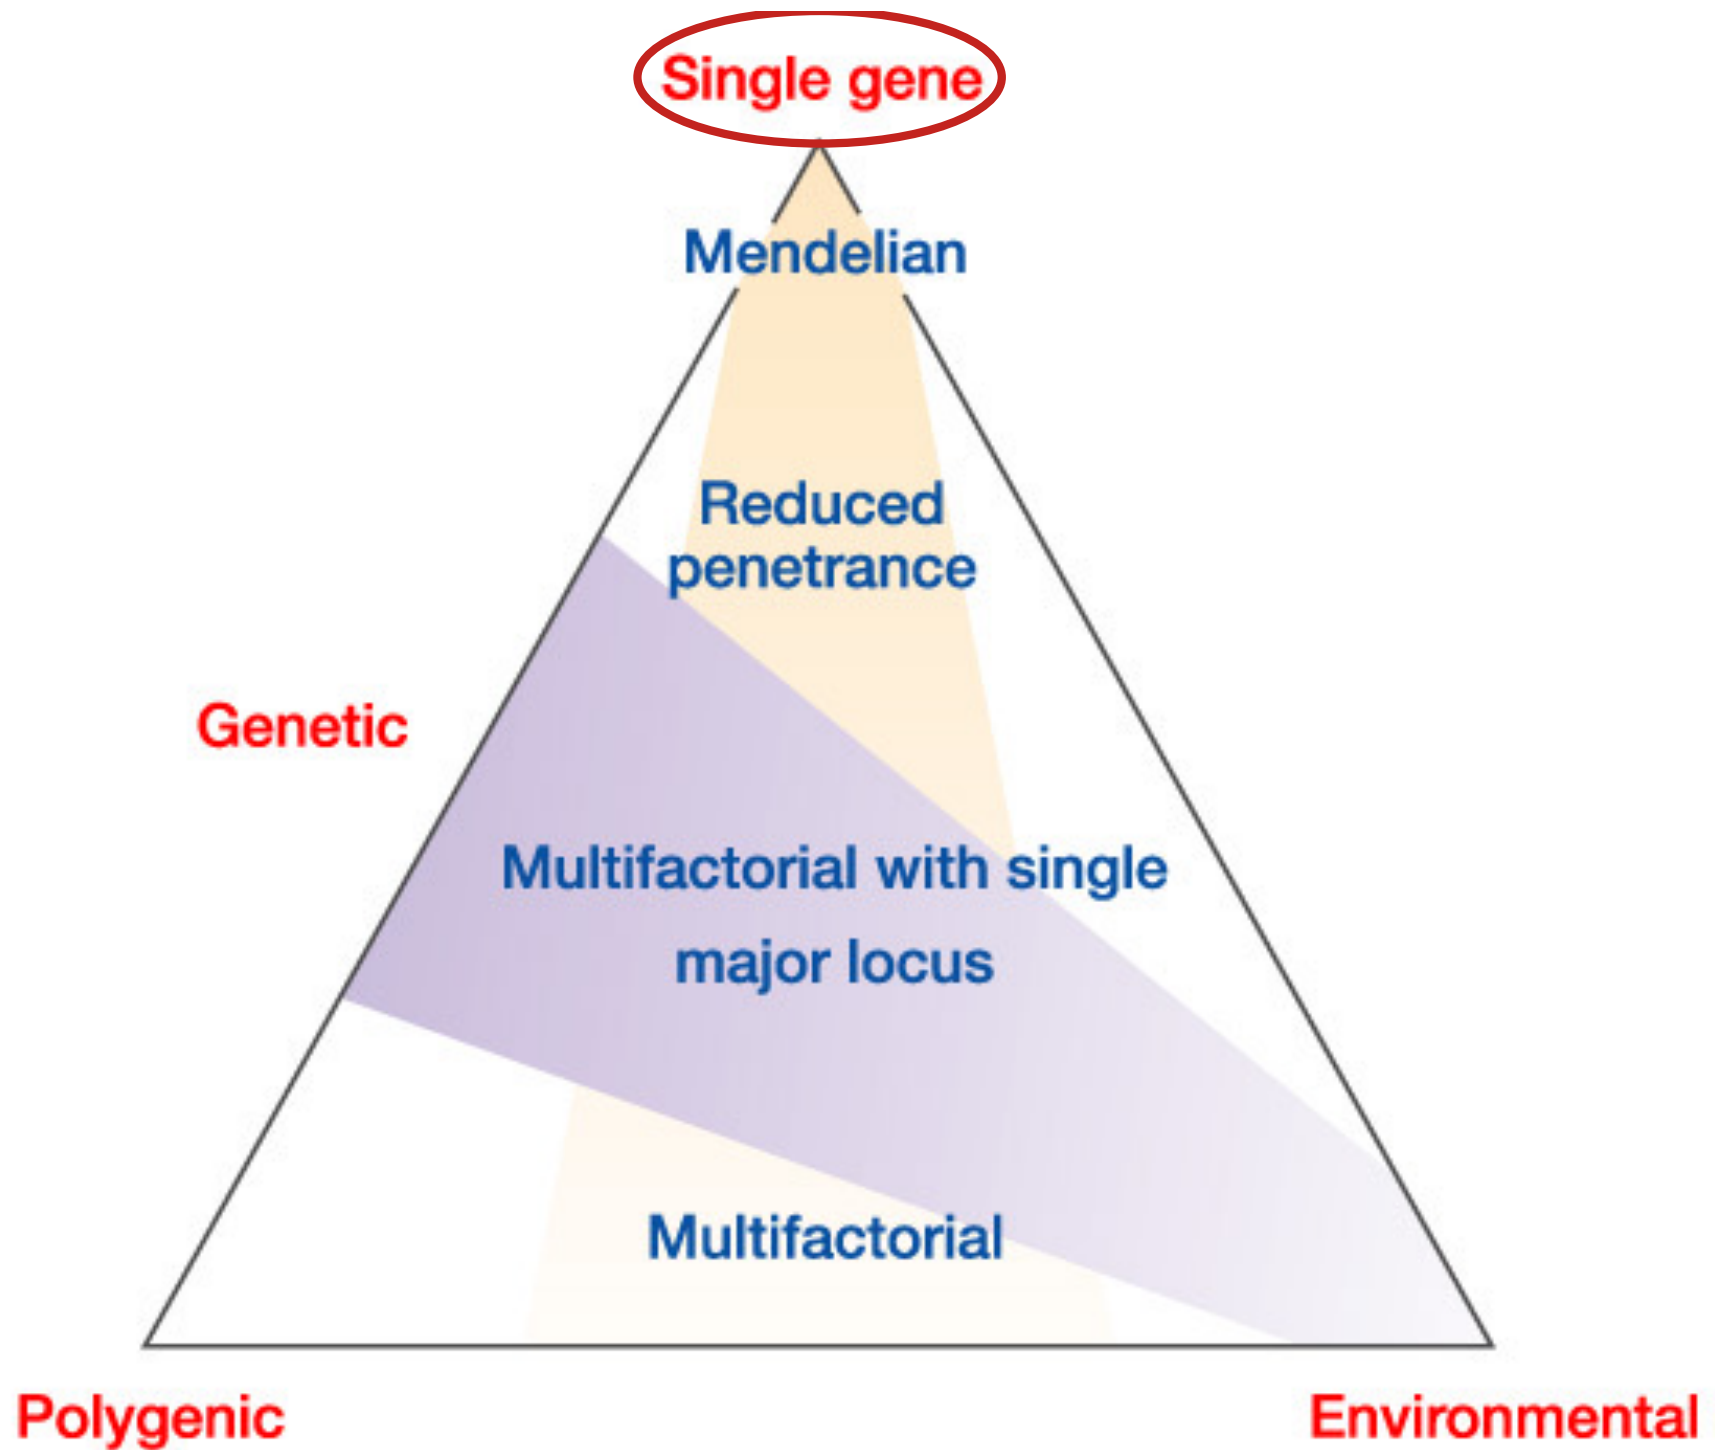 Single gene
Mendelian
Reduced
penetrance
Genetic
Multifactorial with single
major locus
Multifactorial
Polygenic
Environmental